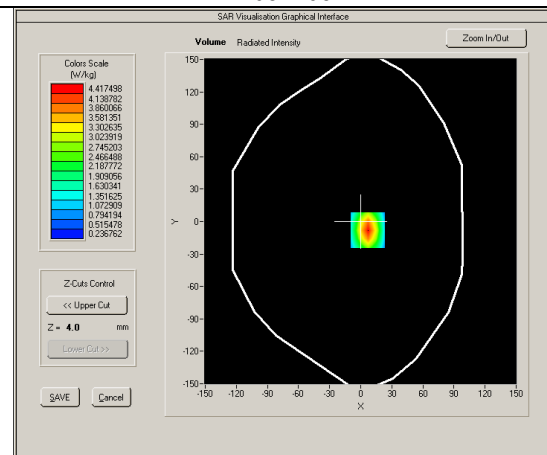 SAR Visualisation Graphical Interface
Volume Radiated Intensity
Zoom In/Out
Colors Scale
(W/kg)
4.417498
4.138782
3.860066
3.581351
3.302635
3.023919
2.745203
2.466488
2.187772
1.909056
1.630341
1.351625
1.072909
0.794194
0.515478
0.236762
Z-Cuts Control
<< Upper Cut
Z = 4.0 mm
Lower Cut >>
SAVE Cancel
Y
150
120
90
60
30
0
-30
-60
-90
-120
-150
-150 -120 -90 -60 -30 0 30 60 90 120 150
X